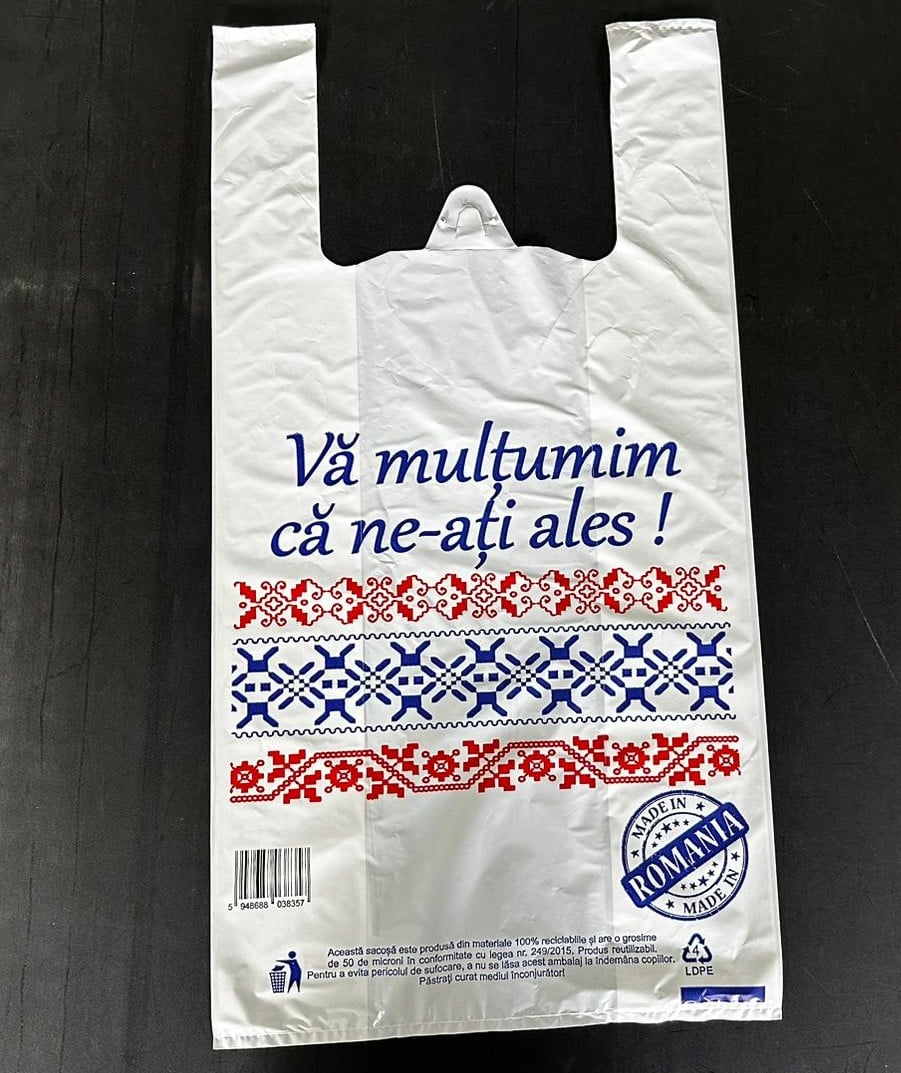 Vă mulțumim
că ne-ați ales !
MADE IN
ROMANIA
MADE IN
5 948688 038357
Această sacoșă este produsă din materiale 100% reciclabile și are o grosime
de 50 de microni în conformitate cu legea nr. 249/2015. Produs reutilizabil.
Pentru a evita pericolul de sufocare, a nu se lăsa acest ambalaj la îndemâna copiilor.
Păstrați curat mediul înconjurător!
4
LDPE